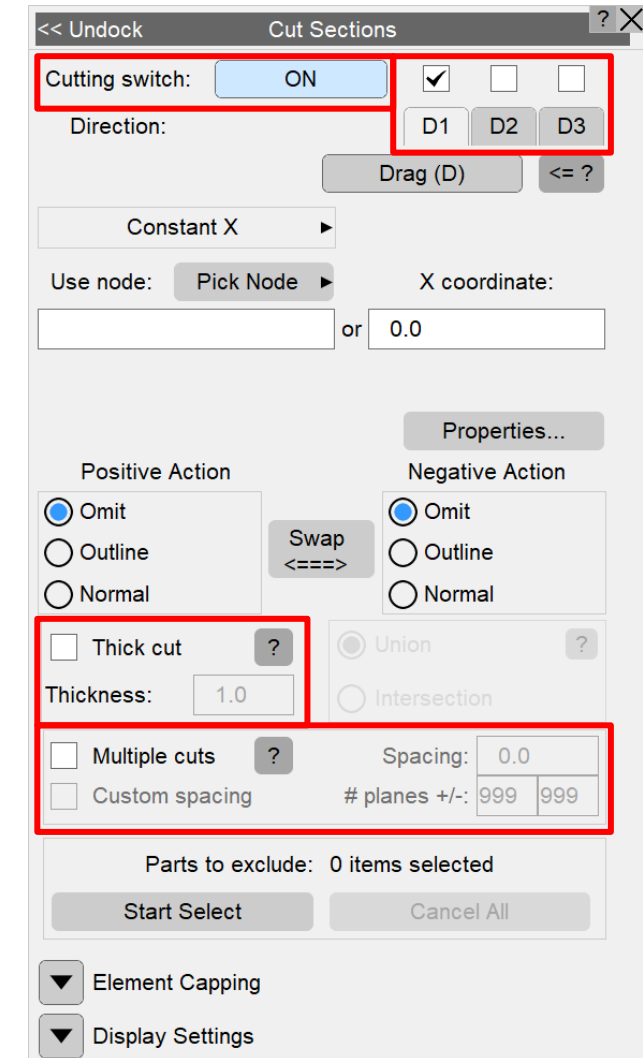 ? X
<< Undock Cut Sections
Cutting switch: ON
Direction: D1 D2 D3
Drag (D) <= ?
Constant X
Use node: Pick Node X coordinate:
or 0.0
Properties...
Positive Action Negative Action
Omit Omit
Outline Swap Outline
<===>
Normal Normal
Thick cut ? Union ?
Thickness: 1.0 Intersection
Multiple cuts ? Spacing: 0.0
Custom spacing # planes +/-: 999 999
Parts to exclude: 0 items selected
Start Select Cancel All
Element Capping
Display Settings